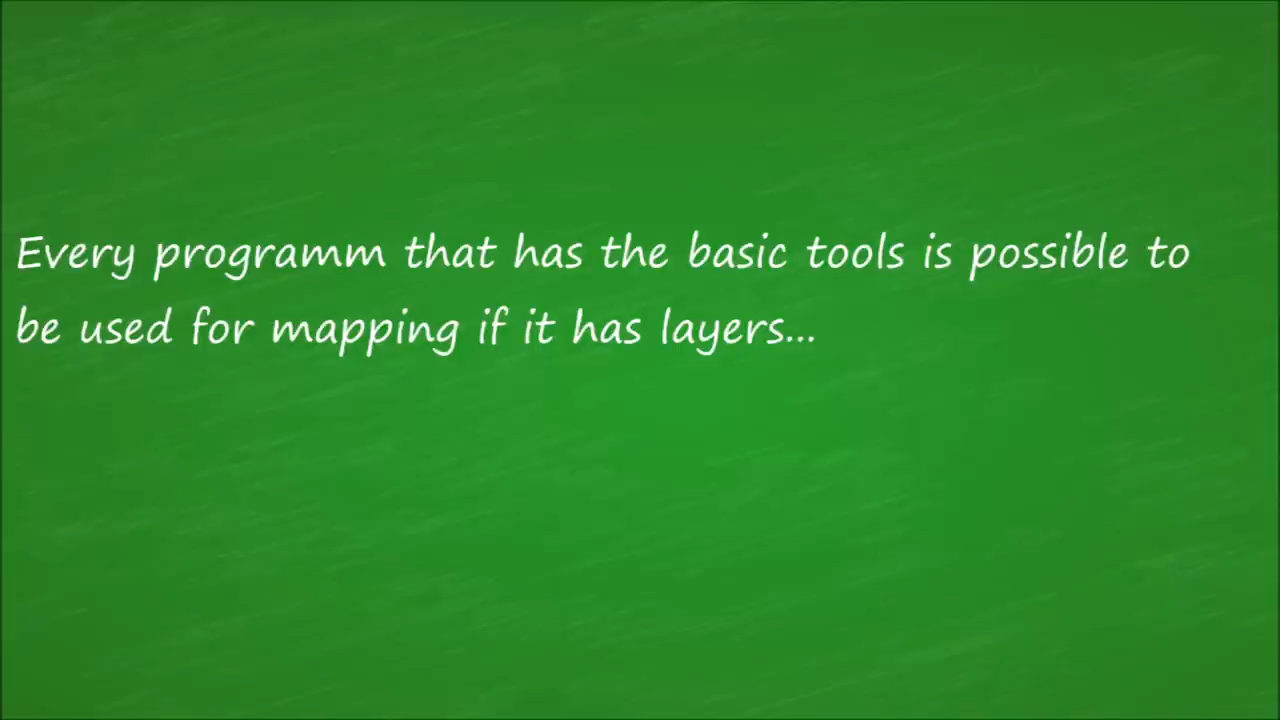 Every programm that has the basic tools is possible to
be used for mapping if it has layers...